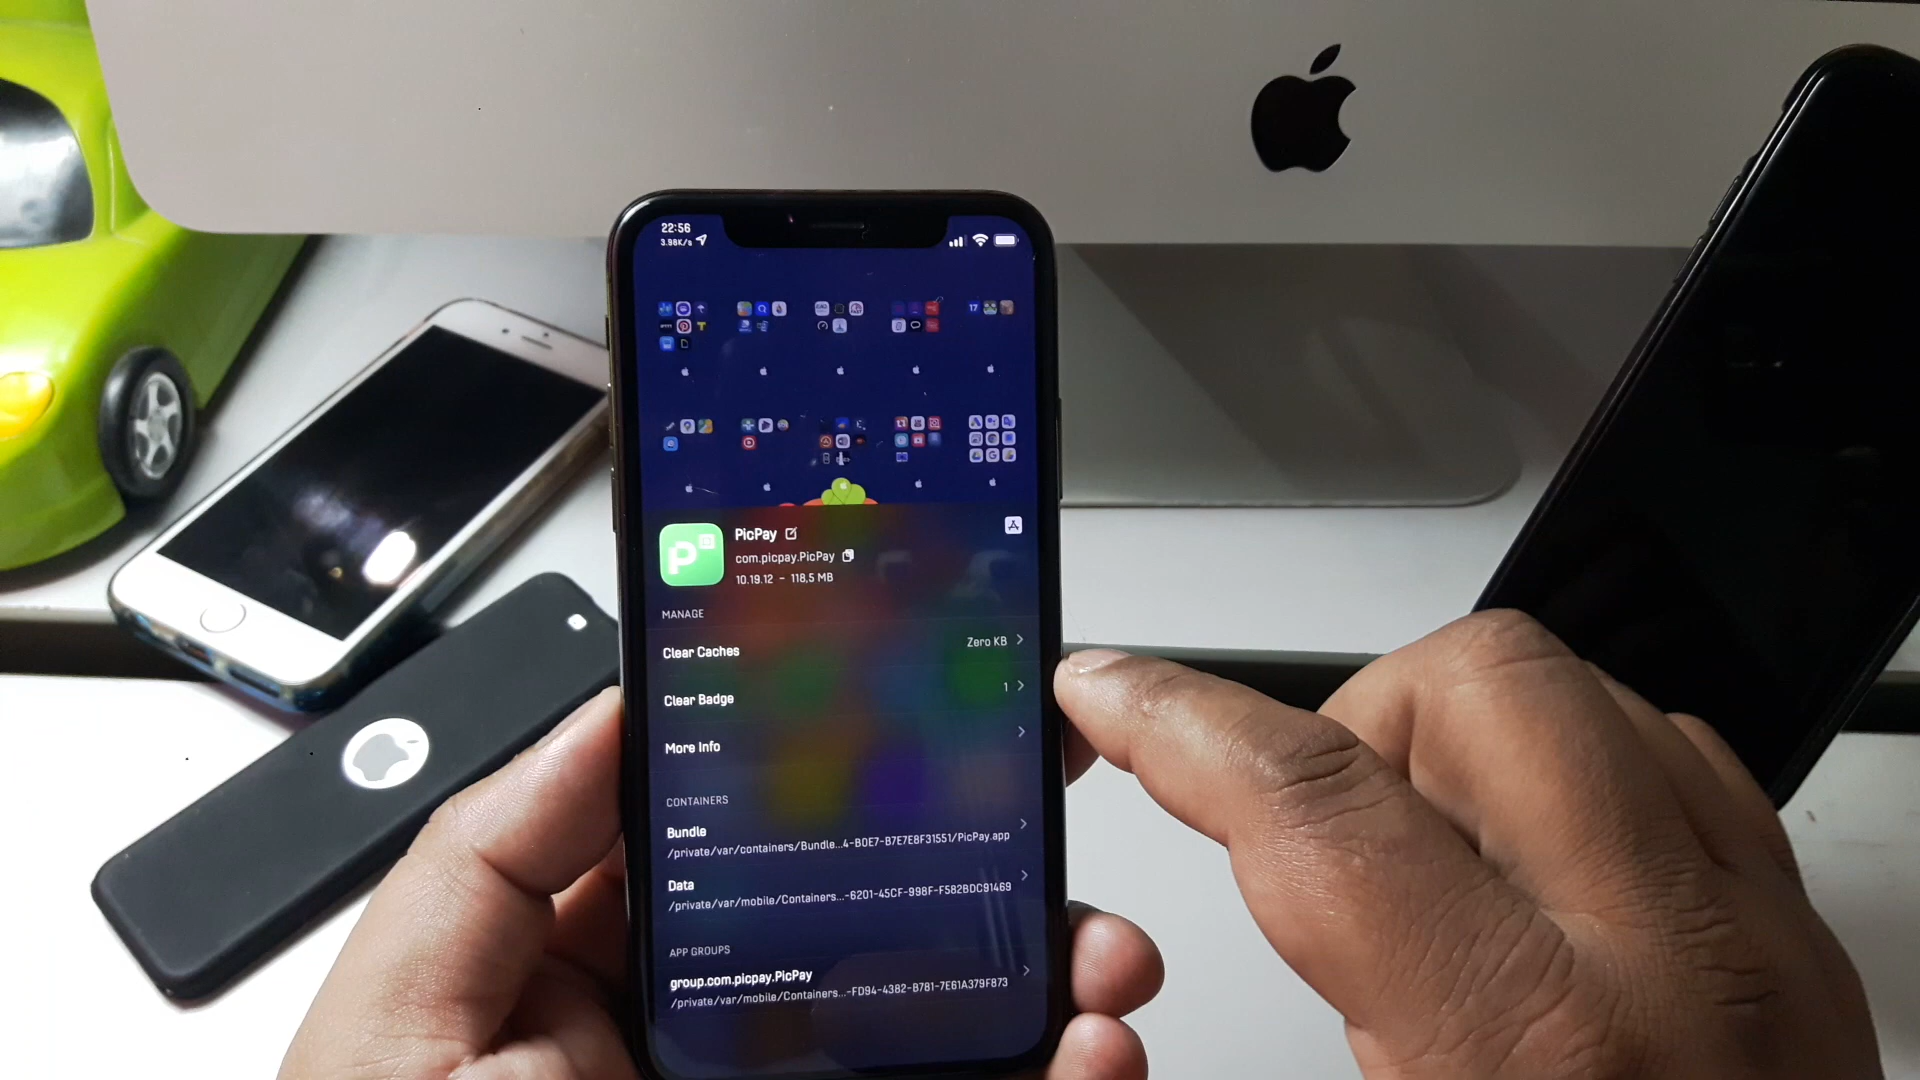 22:56
3.98K/s
17
PicPay
com.picpay.PicPay
10.19.12 - 118,5 MB
MANAGE
Clear Caches
Zero KB
Clear Badge
1
More Info
CONTAINERS
Bundle
/private/var/containers/Bundle...4-B0E7-B7E7E8F31551/PicPay.app
Data
/private/var/mobile/Containers...-6201-45CF-998F-F582BDC91469
APP GROUPS
group.com.picpay.PicPay
/private/var/mobile/Containers...-FD94-4382-B781-7E61A379F873